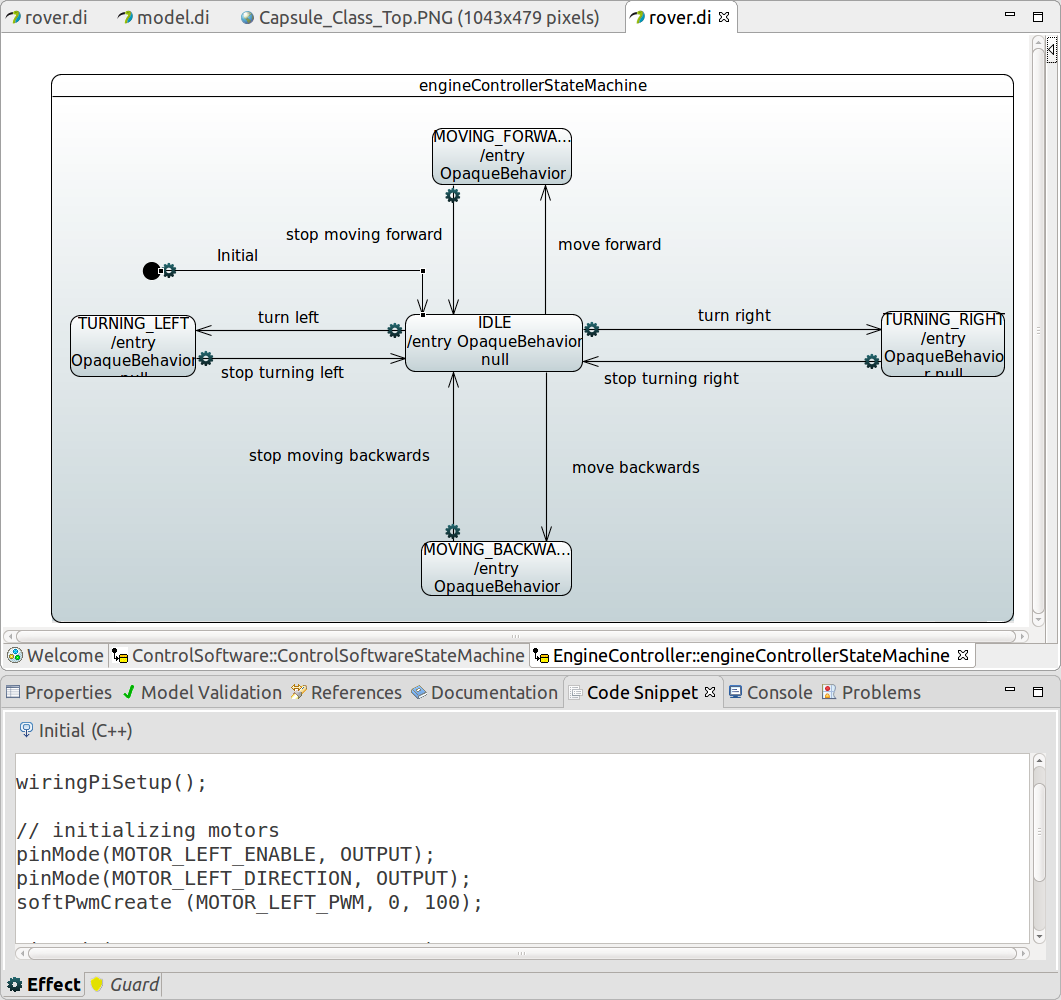 rover.di model.di Capsule_Class_Top.PNG (1043x479 pixels) rover.di
engineControllerStateMachine
MOVING_FORWA...
/entry
OpaqueBehavior
stop moving forward
move forward
Initial
turn left
turn right
TURNING_LEFT
/entry
OpaqueBehavior
IDLE
/entry OpaqueBehavior
null
TURNING_RIGHT
/entry
OpaqueBehavio
r null
stop turning left
stop turning right
stop moving backwards
move backwards
MOVING_BACKWA...
/entry
OpaqueBehavior
Welcome ControlSoftware::ControlSoftwareStateMachine EngineController::engineControllerStateMachine
Properties Model Validation References Documentation Code Snippet Console Problems
Initial (C++)
wiringPiSetup();
// initializing motors
pinMode(MOTOR_LEFT_ENABLE, OUTPUT);
pinMode(MOTOR_LEFT_DIRECTION, OUTPUT);
softPwmCreate (MOTOR_LEFT_PWM, 0, 100);
Effect Guard